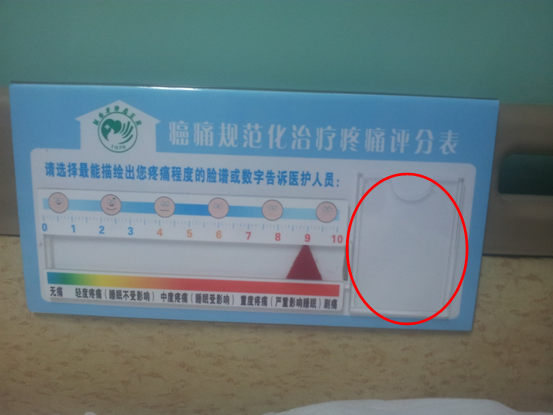 癌痛规范化治疗疼痛评分表
请选择最能描绘出您疼痛程度的脸谱或数字告诉医护人员：
0 1 2 3 4 5 6 7 8 9 10
无痛 轻度疼痛（睡眠不受影响） 中度疼痛（睡眠受影响） 重度疼痛（严重影响睡眠） 剧痛